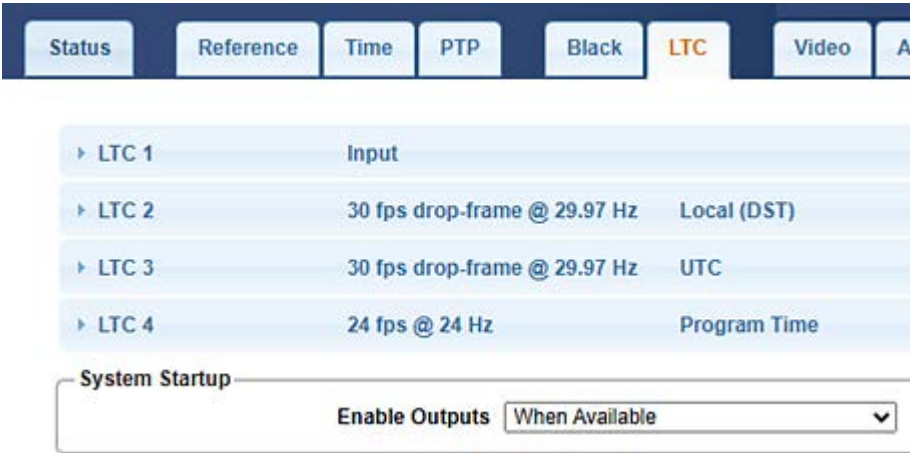 Status Reference Time PTP Black LTC Video A
LTC 1 Input
LTC 2 30 fps drop-frame @ 29.97 Hz Local (DST)
LTC 3 30 fps drop-frame @ 29.97 Hz UTC
LTC 4 24 fps @ 24 Hz Program Time
System Startup
Enable Outputs When Available